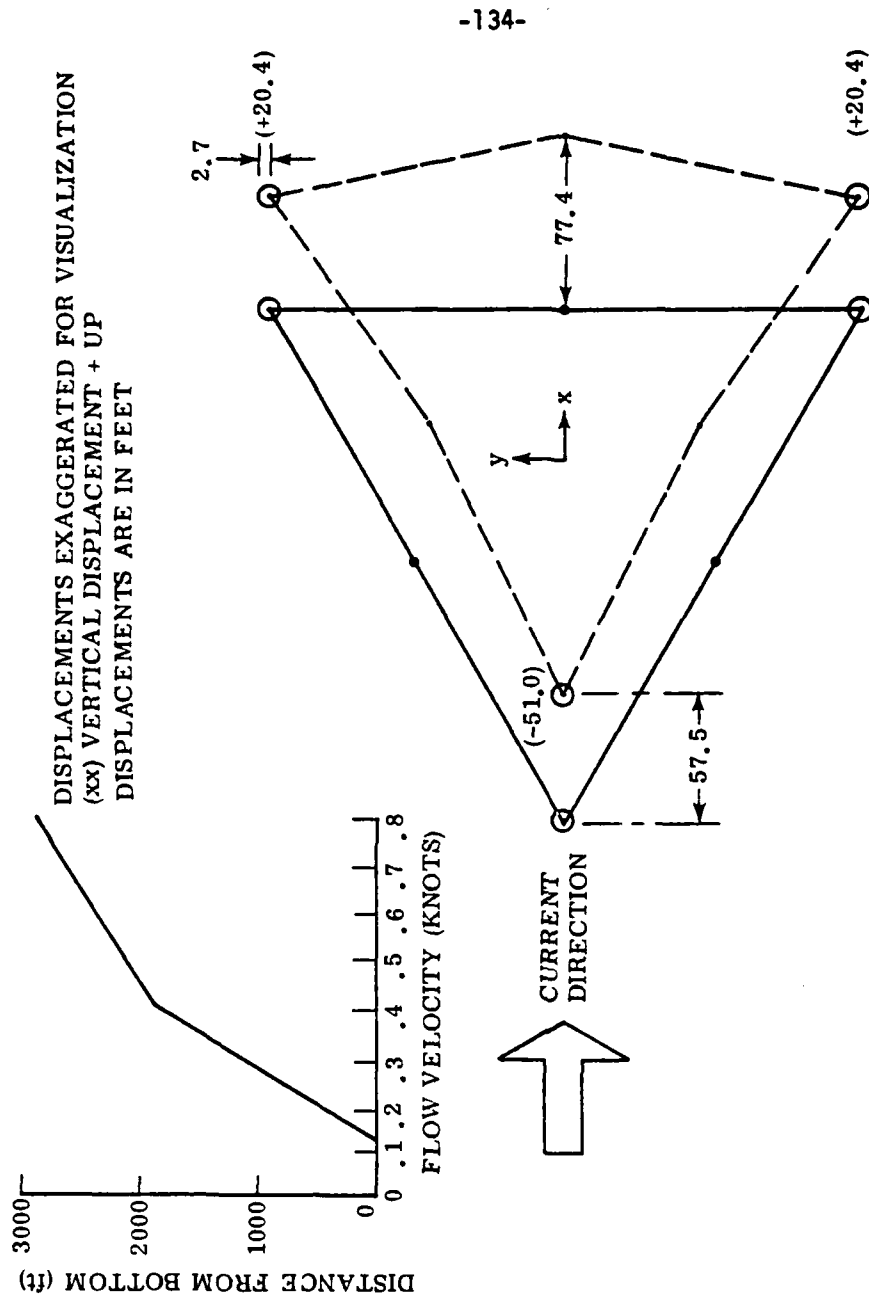 -134-
DISPLACEMENTS EXAGGERATED FOR VISUALIZATION
(xx) VERTICAL DISPLACEMENT + UP
DISPLACEMENTS ARE IN FEET
DISTANCE FROM BOTTOM (ft)
3000
2000
1000
0
0 .1 .2 .3 .4 .5 .6 .7 .8
FLOW VELOCITY (KNOTS)
2.7
(+20.4)
77.4
y
x
(-51.0)
57.5
CURRENT
DIRECTION
(+20.4)